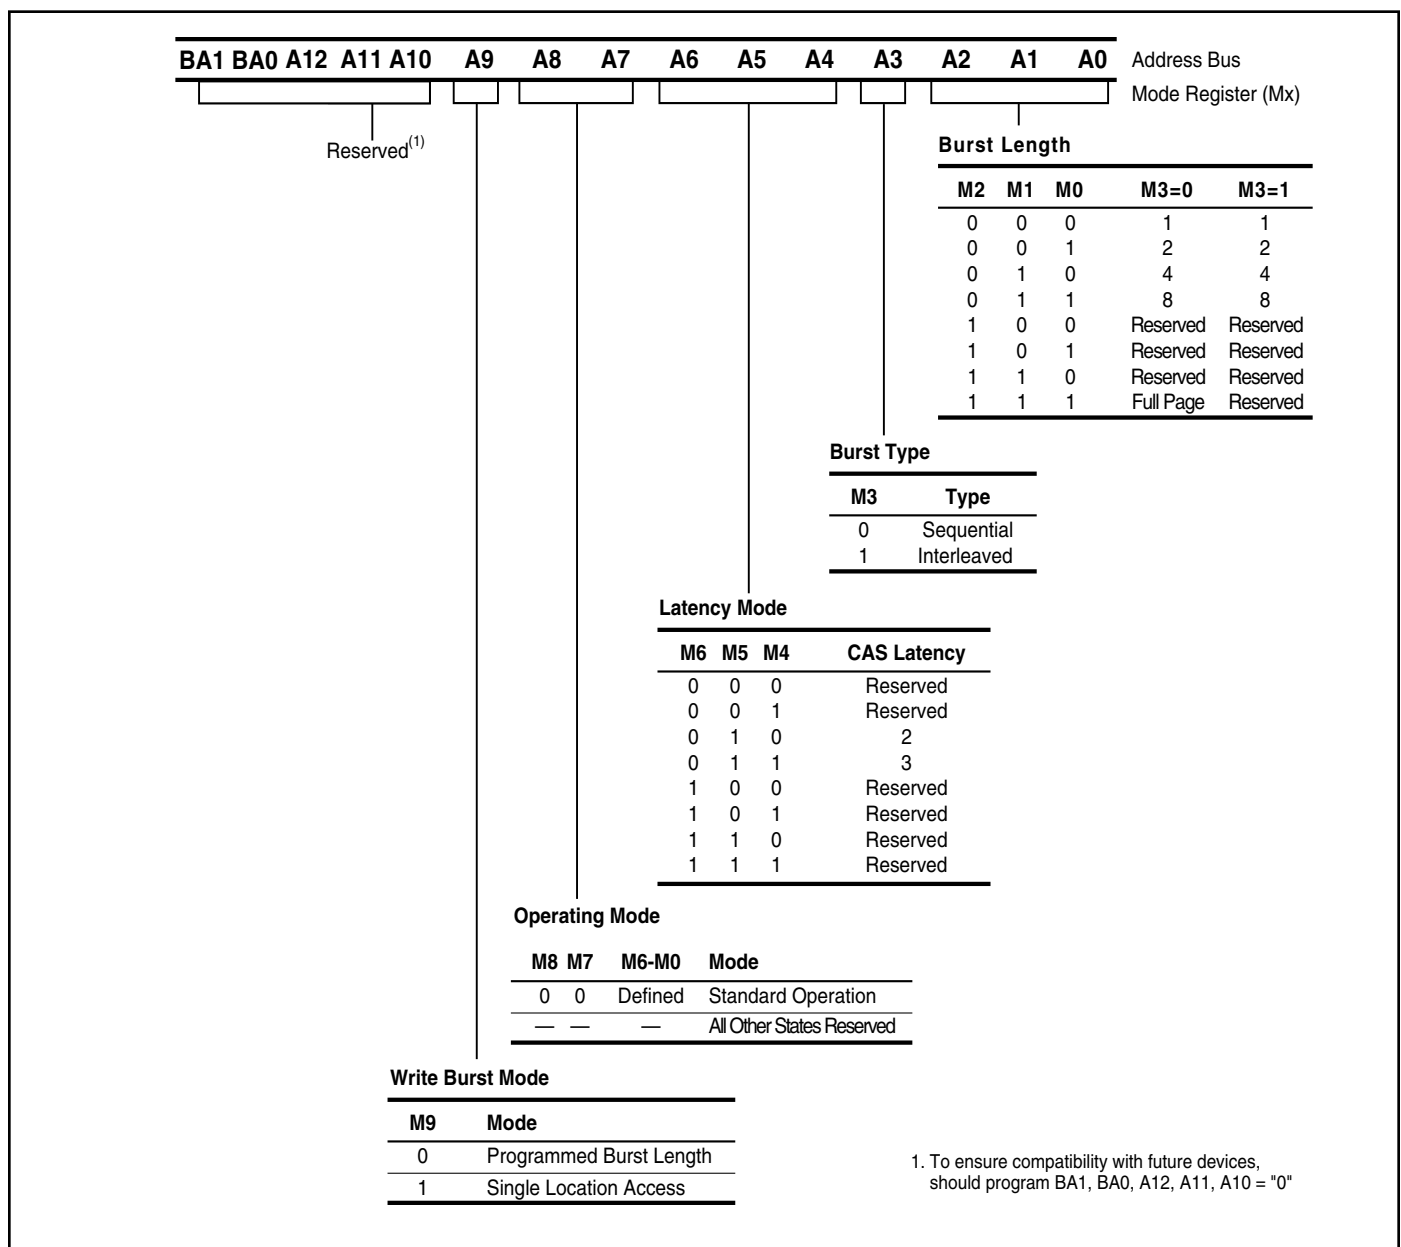 BA1 BA0 A12 A11 A10 A9 A8 A7 A6 A5 A4 A3 A2 A1 A0 Address Bus
Mode Register (Mx)
Reserved(1)
Burst Length
M2 M1 M0 M3=0 M3=1
0 0 0 1 1
0 0 1 2 2
0 1 0 4 4
0 1 1 8 8
1 0 0 Reserved Reserved
1 0 1 Reserved Reserved
1 1 0 Reserved Reserved
1 1 1 Full Page Reserved
Burst Type
M3 Type
0 Sequential
1 Interleaved
Latency Mode
M6 M5 M4 CAS Latency
0 0 0 Reserved
0 0 1 Reserved
0 1 0 2
0 1 1 3
1 0 0 Reserved
1 0 1 Reserved
1 1 0 Reserved
1 1 1 Reserved
Operating Mode
M8 M7 M6-M0 Mode
0 0 Defined Standard Operation
— — — All Other States Reserved
Write Burst Mode
M9 Mode
0 Programmed Burst Length
1 Single Location Access
1. To ensure compatibility with future devices,
should program BA1, BA0, A12, A11, A10 = "0"